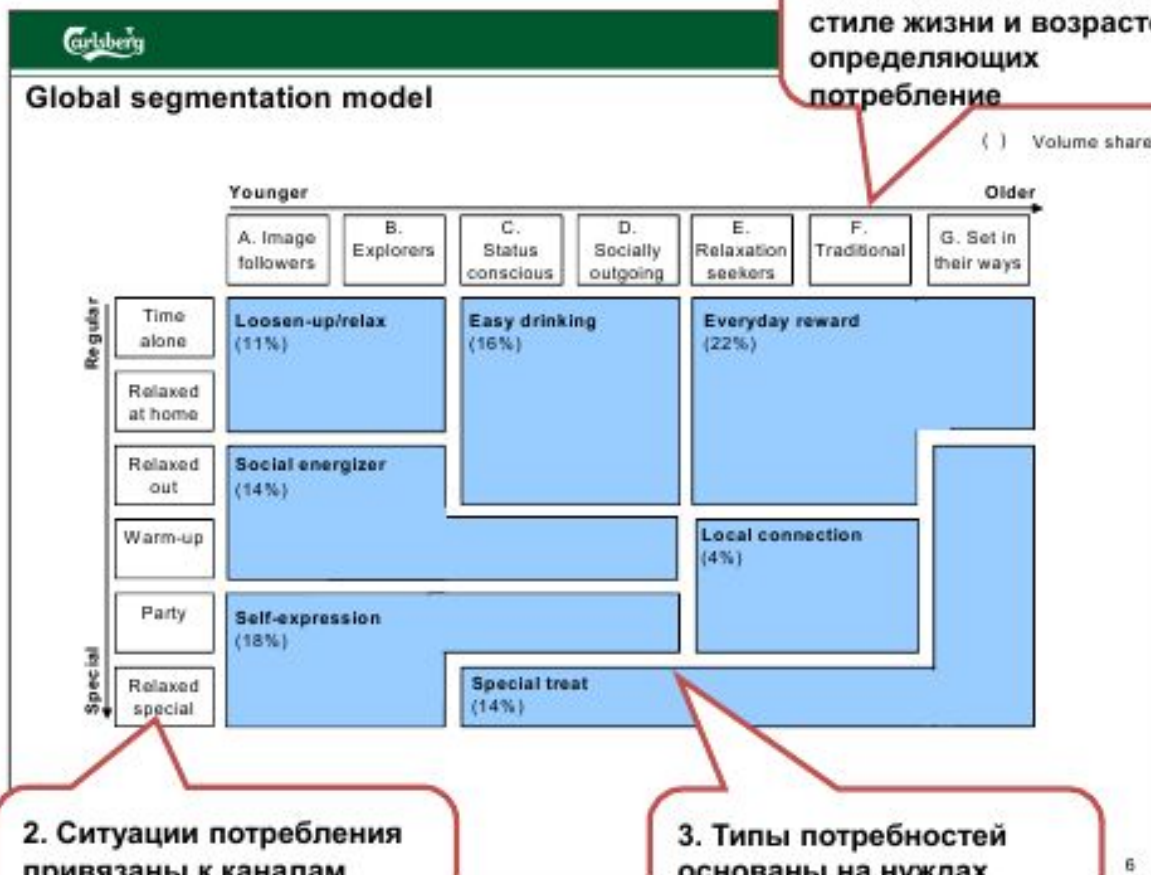 стиле жизни и возрасте
определяющих
потребление
Carlsberg
Global segmentation model
( ) Volume share
Younger
Older
A. Image
followers
B.
Explorers
C.
Status
conscious
D.
Socially
outgoing
E.
Relaxation
seekers
F.
Traditional
G. Set in
their ways
Regular
Special
Time
alone
Relaxed
at home
Relaxed
out
Warm-up
Party
Relaxed
special
Loosen-up/relax
(11%)
Easy drinking
(16%)
Everyday reward
(22%)
Social energizer
(14%)
Local connection
(4%)
Self-expression
(18%)
Special treat
(14%)
2. Ситуации потребления
привязаны к каналам
3. Типы потребностей
основаны на нуждах
6